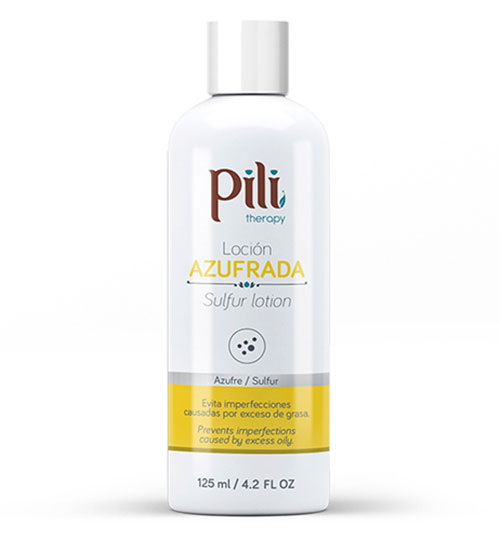 pili
therapy
Loción
AZUFRADA
Sulfur lotion
Azufre / Sulfur
Evita imperfecciones
causadas por exceso de grasa.
Prevents imperfections
caused by excess oily.
125 ml / 4.2 FL OZ